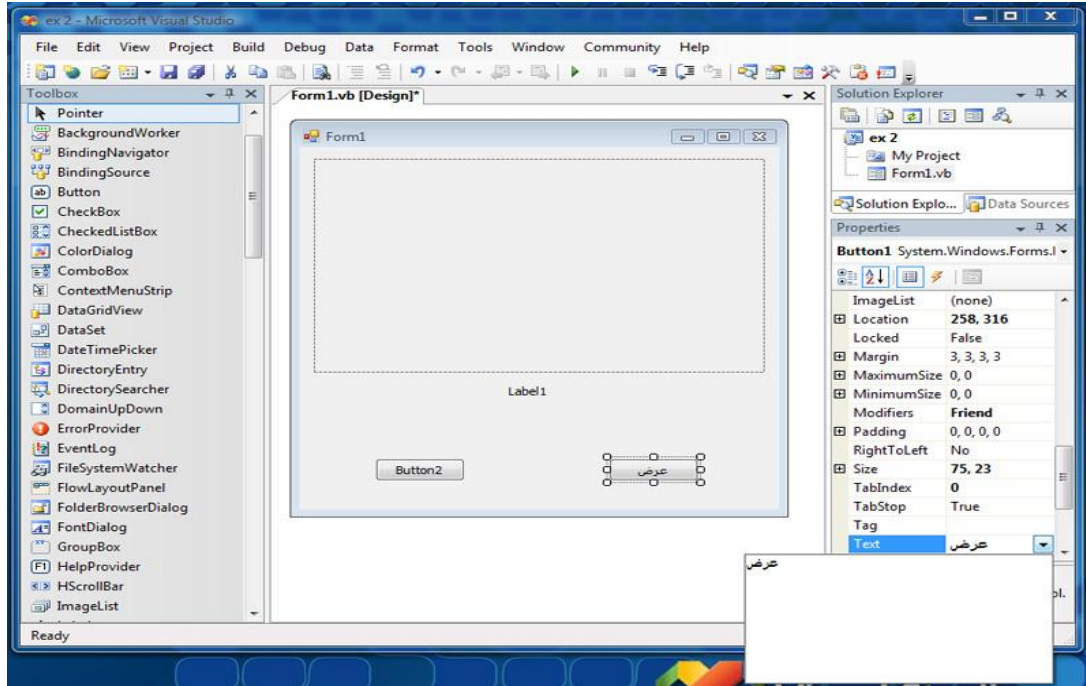 ex 2 - Microsoft Visual Studio
File Edit View Project Build Debug Data Format Tools Window Community Help
Toolbox
Pointer
BackgroundWorker
BindingNavigator
BindingSource
Button
CheckBox
CheckedListBox
ColorDialog
ComboBox
ContextMenuStrip
DataGridView
DataSet
DateTimePicker
DirectoryEntry
DirectorySearcher
DomainUpDown
ErrorProvider
EventLog
FileSystemWatcher
FlowLayoutPanel
FolderBrowserDialog
FontDialog
GroupBox
HelpProvider
HScrollBar
ImageList
Form1.vb [Design]*
Form1
Label1
Button2 عرض
Solution Explorer
ex 2
My Project
Form1.vb
Solution Explo... Data Sources
Properties
Button1 System.Windows.Forms.
ImageList (none)
Location 258, 316
Locked False
Margin 3, 3, 3, 3
MaximumSize 0, 0
MinimumSize 0, 0
Modifiers Friend
Padding 0, 0, 0, 0
RightToLeft No
Size 75, 23
TabIndex 0
TabStop True
Tag
Text عرض
عرض
ol.
Ready